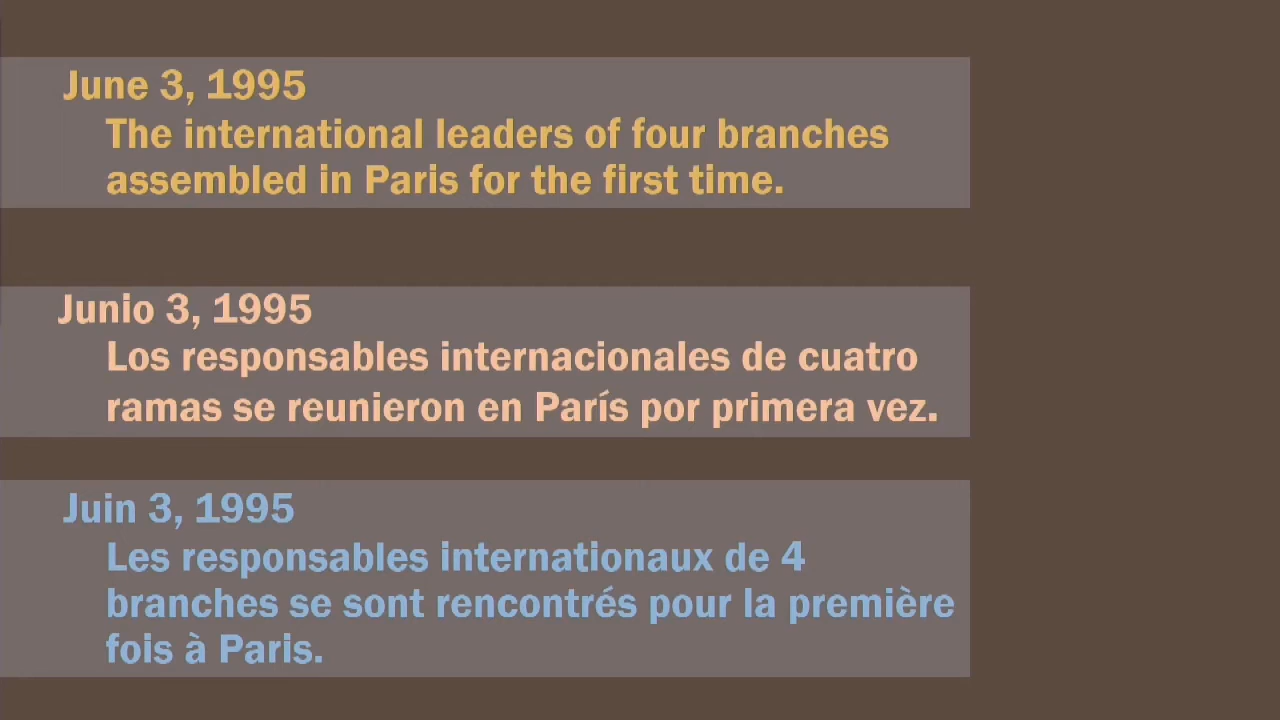 June 3, 1995
The international leaders of four branches
assembled in Paris for the first time.
Junio 3, 1995
Los responsables internacionales de cuatro
ramas se reunieron en París por primera vez.
Juin 3, 1995
Les responsables internationaux de 4
branches se sont rencontrés pour la première
fois à Paris.